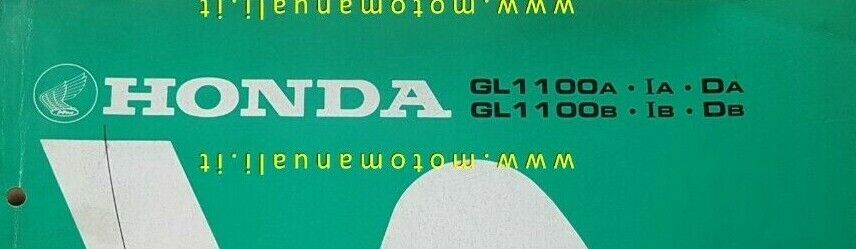 www.motomanuali.it
HONDA
GL1100A · IA · DA
GL1100B · IB · DB
www.motomanuali.it